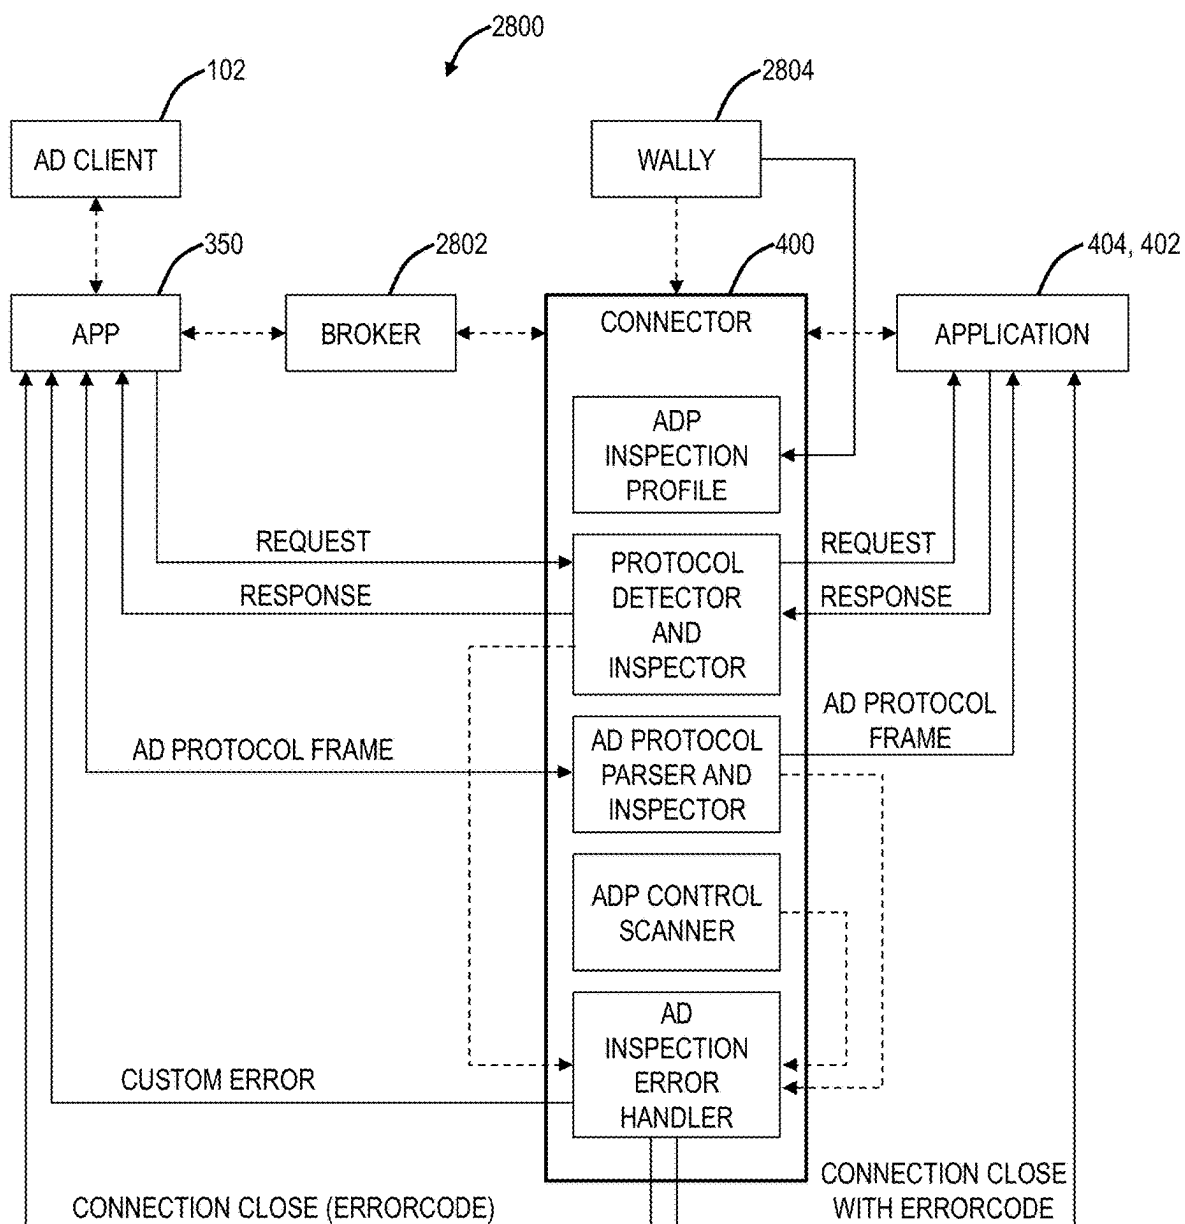 2800
102
2804
AD CLIENT
WALLY
350
2802
400
404, 402
APP
BROKER
CONNECTOR
APPLICATION
ADP
INSPECTION
PROFILE
REQUEST
RESPONSE
PROTOCOL
DETECTOR
AND
INSPECTOR
REQUEST
RESPONSE
AD PROTOCOL FRAME
AD PROTOCOL
PARSER AND
INSPECTOR
AD PROTOCOL
FRAME
ADP CONTROL
SCANNER
AD
INSPECTION
ERROR
HANDLER
CUSTOM ERROR
CONNECTION CLOSE (ERRORCODE)
CONNECTION CLOSE
WITH ERRORCODE